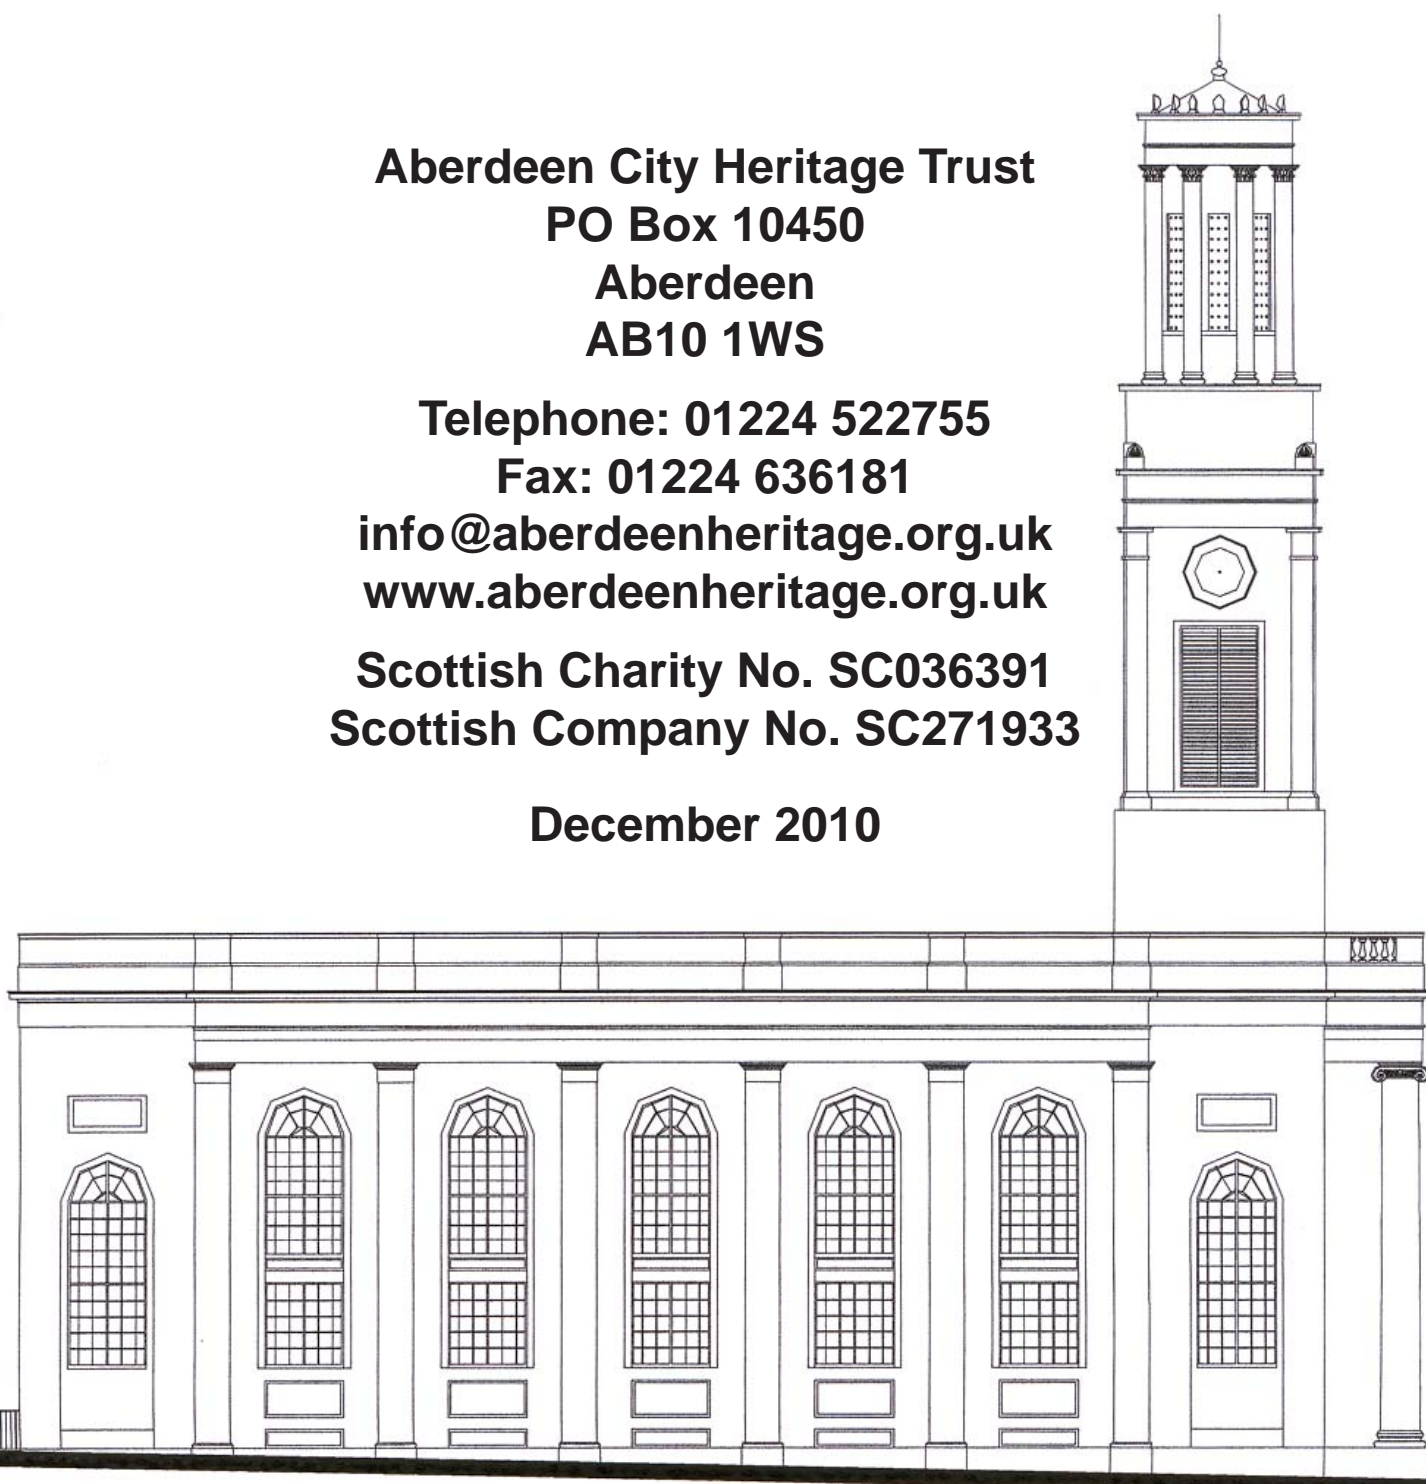 Aberdeen City Heritage Trust
PO Box 10450
Aberdeen
AB10 1WS
Telephone: 01224 522755
Fax: 01224 636181
info@aberdeenheritage.org.uk
www.aberdeenheritage.org.uk
Scottish Charity No. SC036391
Scottish Company No. SC271933
December 2010